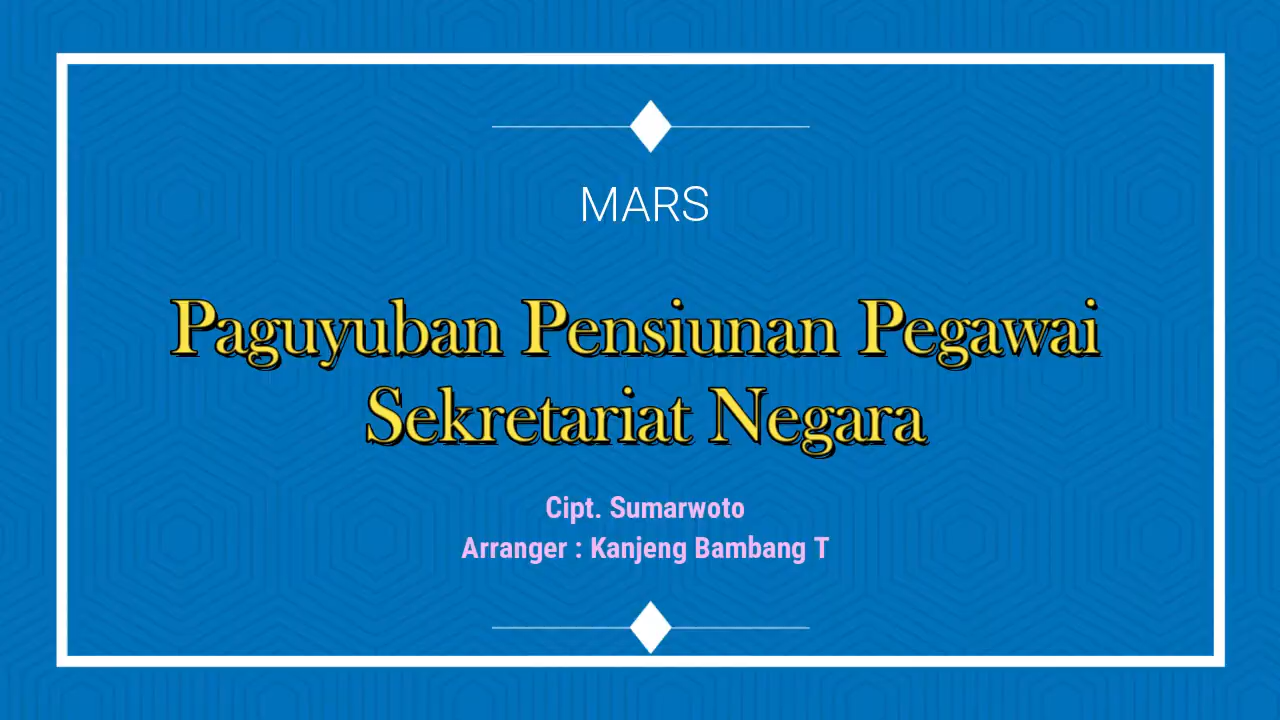 MARS
Paguyuban Pensiunan Pegawai
Sekretariat Negara
Cipt. Sumarwoto
Arranger : Kanjeng Bambang T